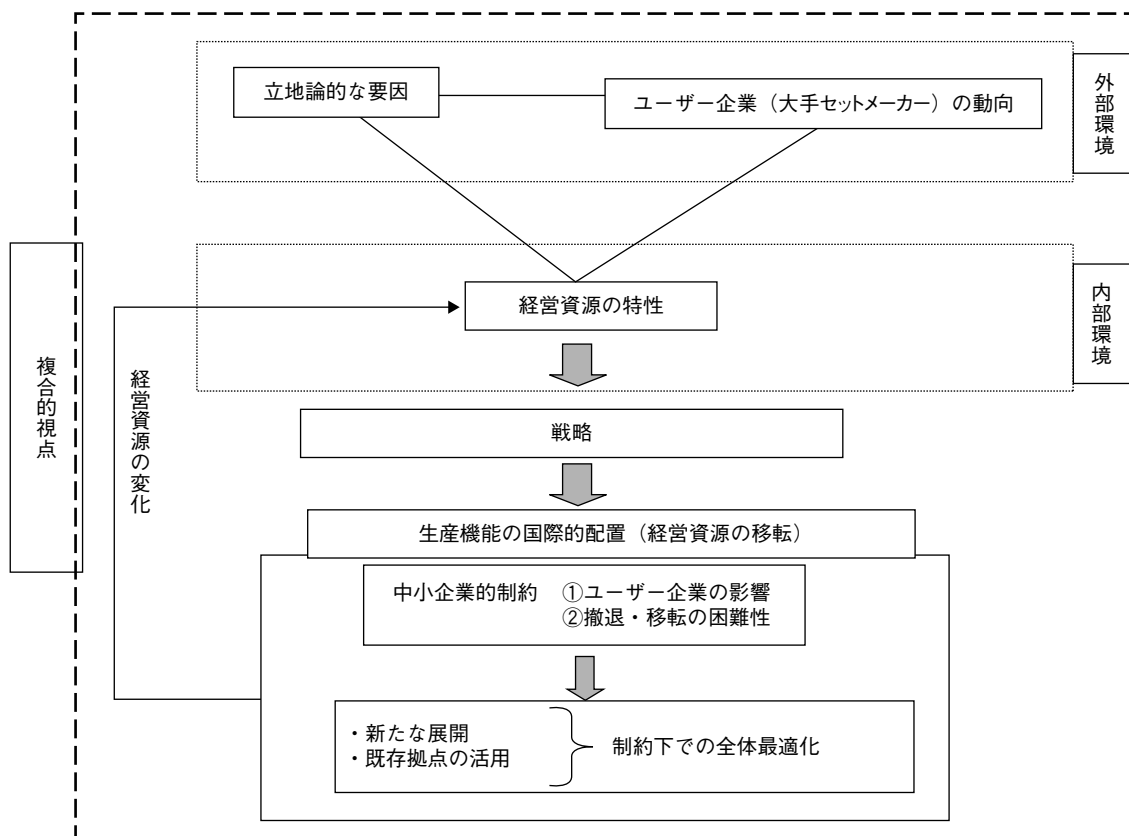 立地論的な要因
ユーザー企業（大手セットメーカー）の動向
外部環境
経営資源の特性
内部環境
複合的視点
経営資源の変化
戦略
生産機能の国際的配置（経営資源の移転）
中小企業的制約　①ユーザー企業の影響
②撤退・移転の困難性
・新たな展開
・既存拠点の活用
制約下での全体最適化